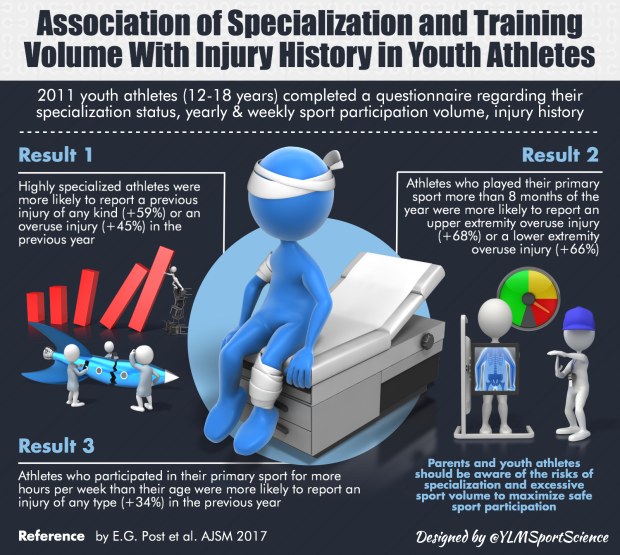 Association of Specialization and Training
Volume With Injury History in Youth Athletes
2011 youth athletes (12-18 years) completed a questionnaire regarding their
specialization status, yearly & weekly sport participation volume, injury history
Result 1
Highly specialized athletes were
more likely to report a previous
injury of any kind (+59%) or an
overuse injury (+45%) in the
previous year
Result 2
Athletes who played their primary
sport more than 8 months of the
year were more likely to report an
upper extremity overuse injury
(+68%) or a lower extremity
overuse injury (+66%)
Result 3
Athletes who participated in their primary sport for more
hours per week than their age were more likely to report an
injury of any type (+34%) in the previous year
Parents and youth athletes
should be aware of the risks of
specialization and excessive
sport volume to maximize safe
sport participation
Reference by E.G. Post et al. AJSM 2017
Designed by @YLMSportScience